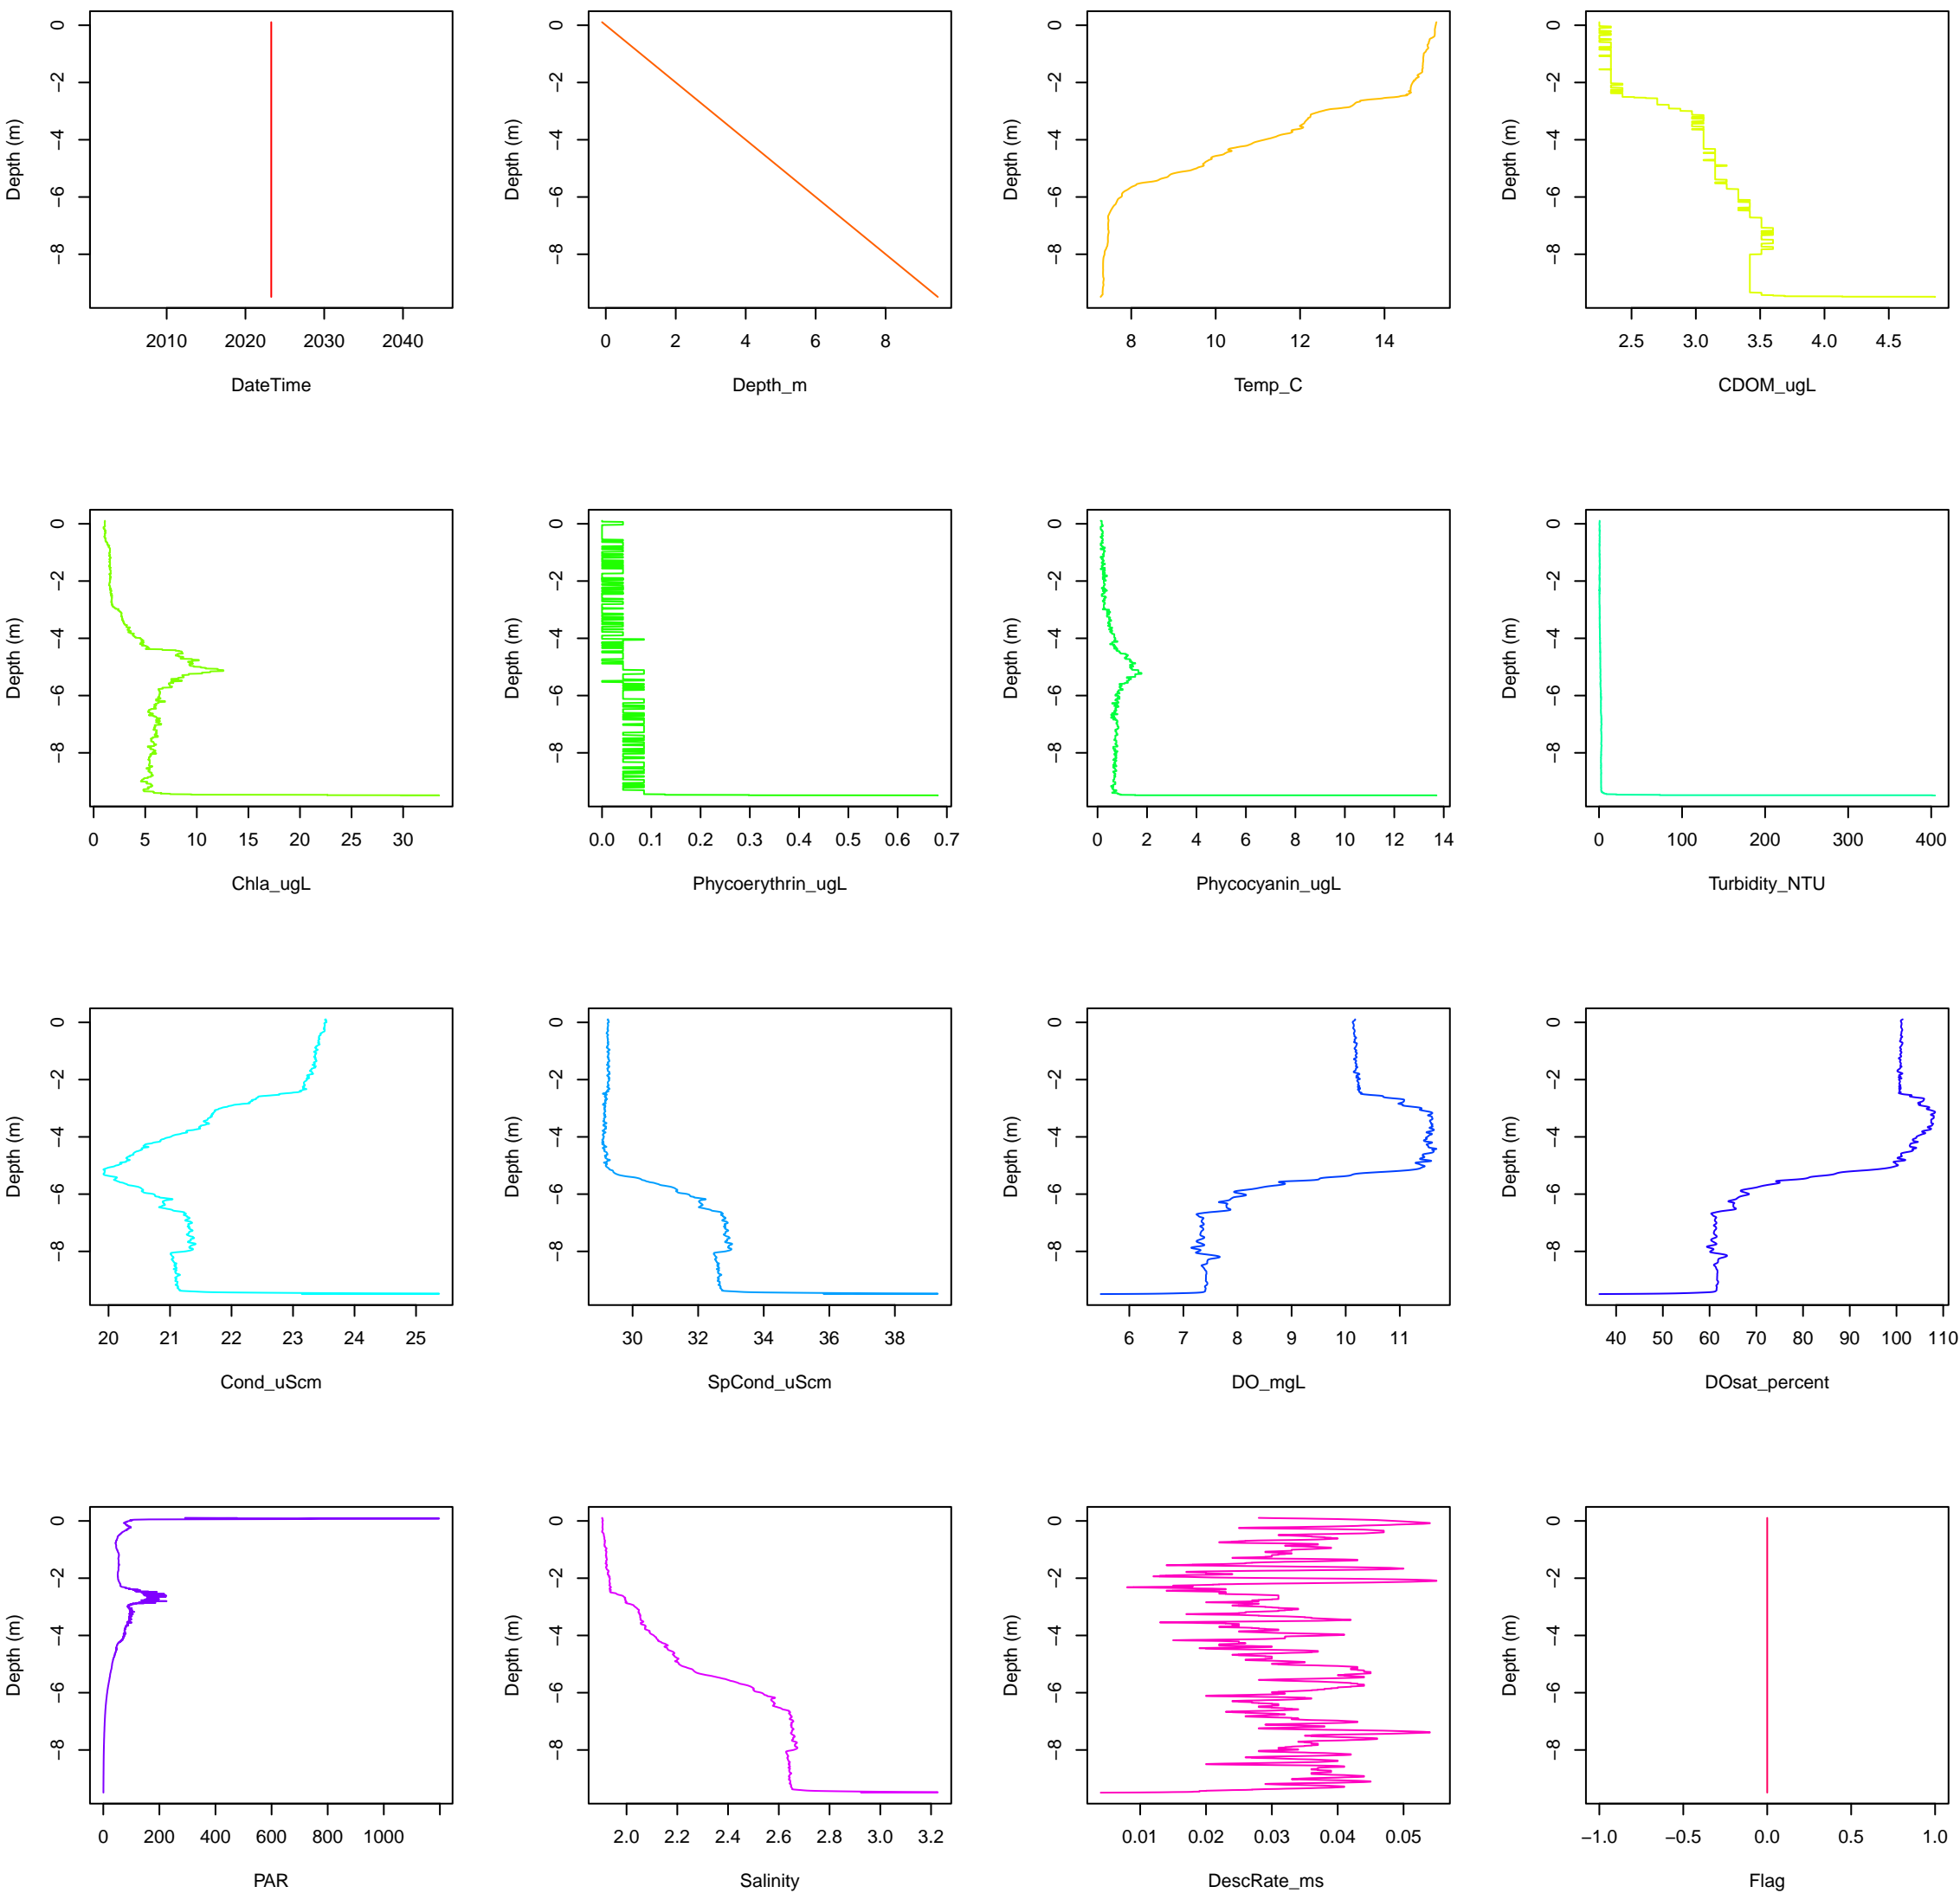 0 −2 −4 −6 −8
Depth (m)
2010 2020 2030 2040
DateTime
0 −2 −4 −6 −8
Depth (m)
0 2 4 6 8
Depth_m
0 −2 −4 −6 −8
Depth (m)
8 10 12 14
Temp_C
0 −2 −4 −6 −8
Depth (m)
2.5 3.0 3.5 4.0 4.5
CDOM_ugL
0 −2 −4 −6 −8
Depth (m)
0 5 10 15 20 25 30
Chla_ugL
0 −2 −4 −6 −8
Depth (m)
0.0 0.1 0.2 0.3 0.4 0.5 0.6 0.7
Phycoerythrin_ugL
0 −2 −4 −6 −8
Depth (m)
0 2 4 6 8 10 12 14
Phycocyanin_ugL
0 −2 −4 −6 −8
Depth (m)
0 100 200 300 400
Turbidity_NTU
0 −2 −4 −6 −8
Depth (m)
20 21 22 23 24 25
Cond_uScm
0 −2 −4 −6 −8
Depth (m)
30 32 34 36 38
SpCond_uScm
0 −2 −4 −6 −8
Depth (m)
6 7 8 9 10 11
DO_mgL
0 −2 −4 −6 −8
Depth (m)
40 50 60 70 80 90 100 110
DOsat_percent
0 −2 −4 −6 −8
Depth (m)
0 200 400 600 800 1000
PAR
0 −2 −4 −6 −8
Depth (m)
2.0 2.2 2.4 2.6 2.8 3.0 3.2
Salinity
0 −2 −4 −6 −8
Depth (m)
0.01 0.02 0.03 0.04 0.05
DescRate_ms
0 −2 −4 −6 −8
Depth (m)
−1.0 −0.5 0.0 0.5 1.0
Flag